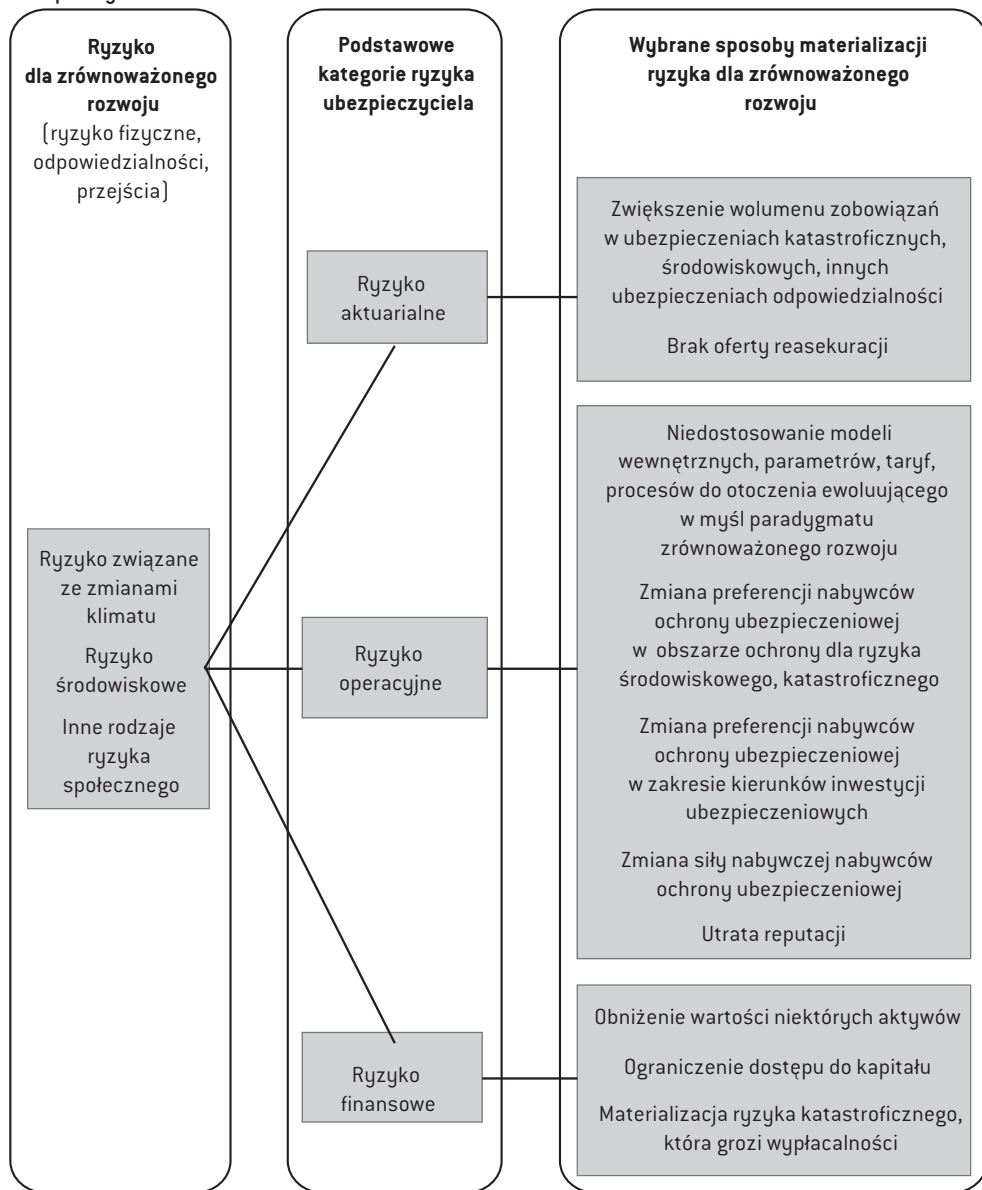 Ryzyko
dla zrównoważonego
rozwoju
(ryzyko fizyczne,
odpowiedzialności,
przejścia)
Ryzyko związane
ze zmianami
klimatu
Ryzyko
środowiskowe
Inne rodzaje
ryzyka
społecznego
Podstawowe
kategorie ryzyka
ubezpieczyciela
Ryzyko
aktuarialne
Ryzyko
operacyjne
Ryzyko
finansowe
Wybrane sposoby materializacji
ryzyka dla zrównoważonego
rozwoju
Zwiększenie wolumenu zobowiązań
w ubezpieczeniach katastroficznych,
środowiskowych, innych
ubezpieczeniach odpowiedzialności
Brak oferty reasekuracji
Niedostosowanie modeli
wewnętrznych, parametrów, taryf,
procesów do otoczenia ewoluującego
w myśl paradygmatu
zrównoważonego rozwoju
Zmiana preferencji nabywców
ochrony ubezpieczeniowej
w obszarze ochrony dla ryzyka
środowiskowego, katastroficznego
Zmiana preferencji nabywców
ochrony ubezpieczeniowej
w zakresie kierunków inwestycji
ubezpieczeniowych
Zmiana siły nabywczej nabywców
ochrony ubezpieczeniowej
Utrata reputacji
Obniżenie wartości niektórych aktywów
Ograniczenie dostępu do kapitału
Materializacja ryzyka katastroficznego,
która grozi wypłacalności